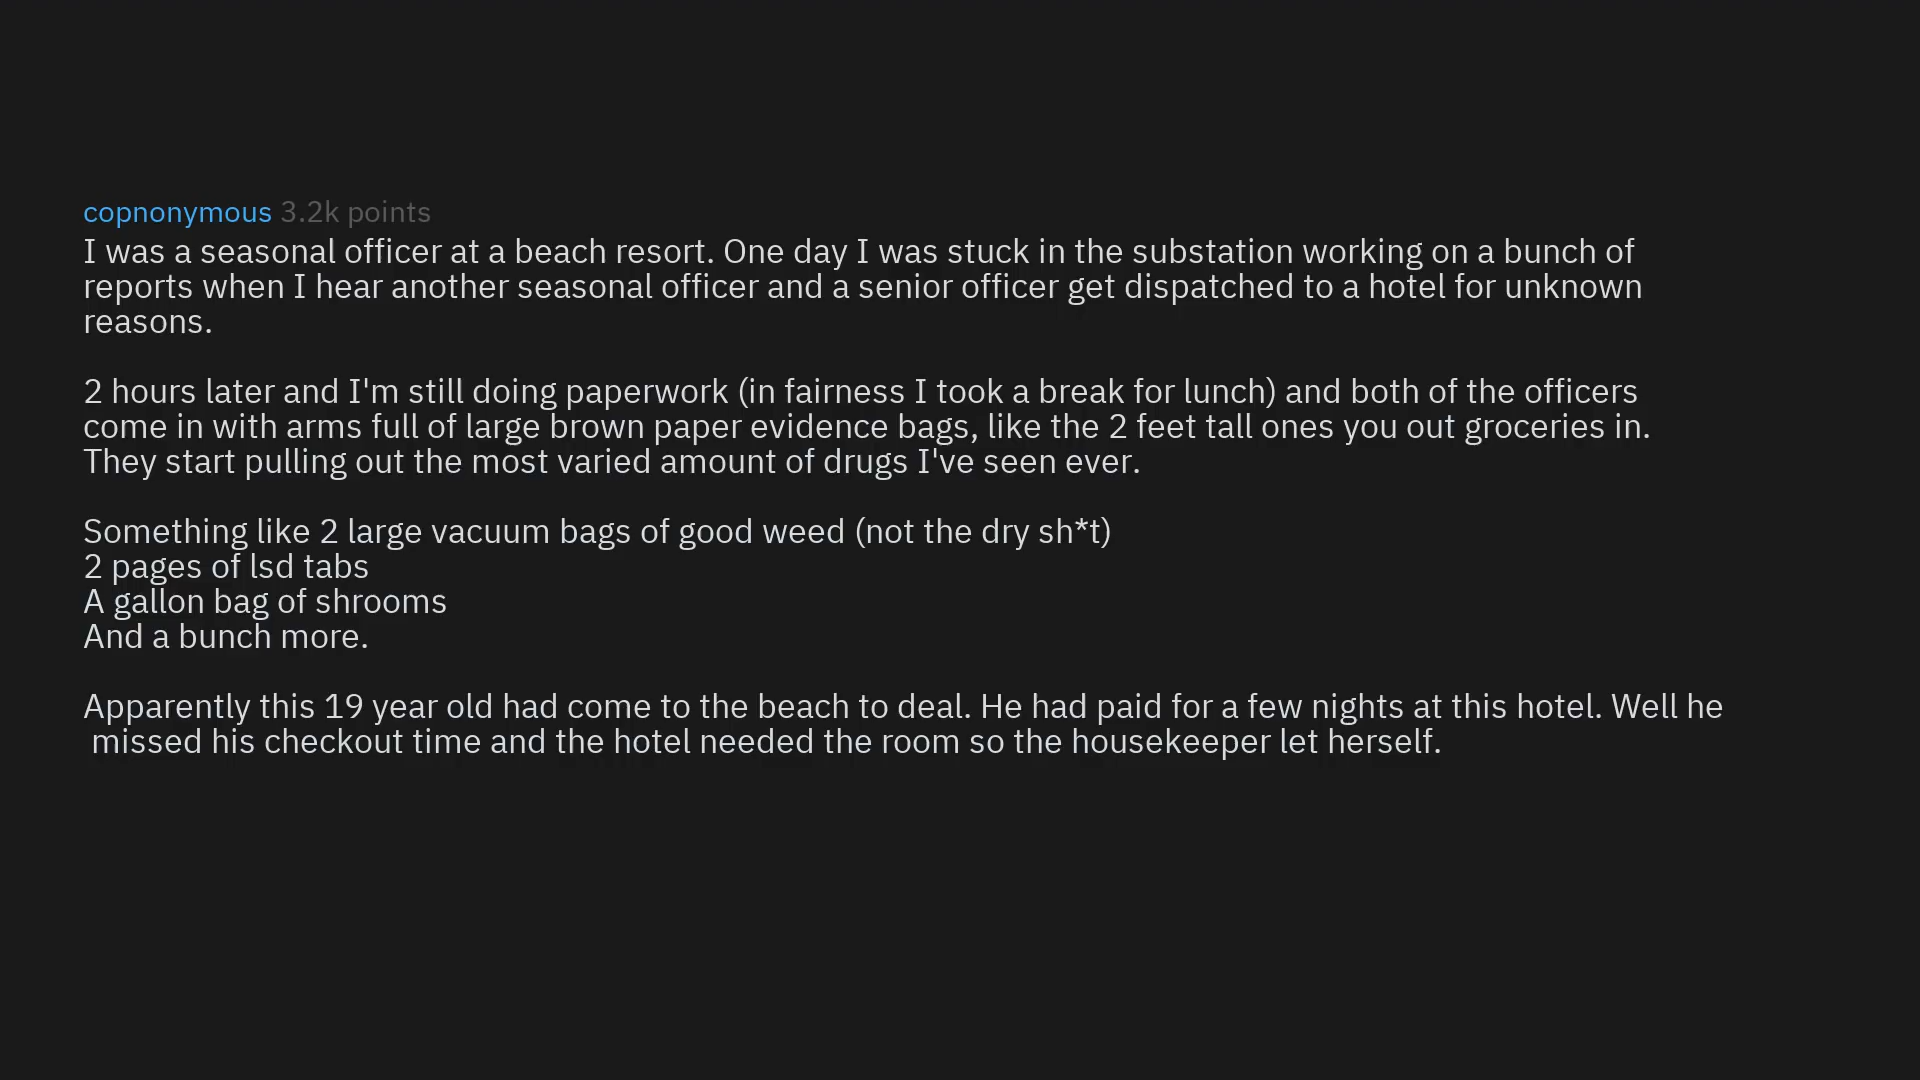 copnonymous 3.2k points
I was a seasonal officer at a beach resort. One day I was stuck in the substation working on a bunch of
reports when I hear another seasonal officer and a senior officer get dispatched to a hotel for unknown
reasons.
2 hours later and I'm still doing paperwork (in fairness I took a break for lunch) and both of the officers
come in with arms full of large brown paper evidence bags, like the 2 feet tall ones you out groceries in.
They start pulling out the most varied amount of drugs I've seen ever.
Something like 2 large vacuum bags of good weed (not the dry sh*t)
2 pages of lsd tabs
A gallon bag of shrooms
And a bunch more.
Apparently this 19 year old had come to the beach to deal. He had paid for a few nights at this hotel. Well he
missed his checkout time and the hotel needed the room so the housekeeper let herself.